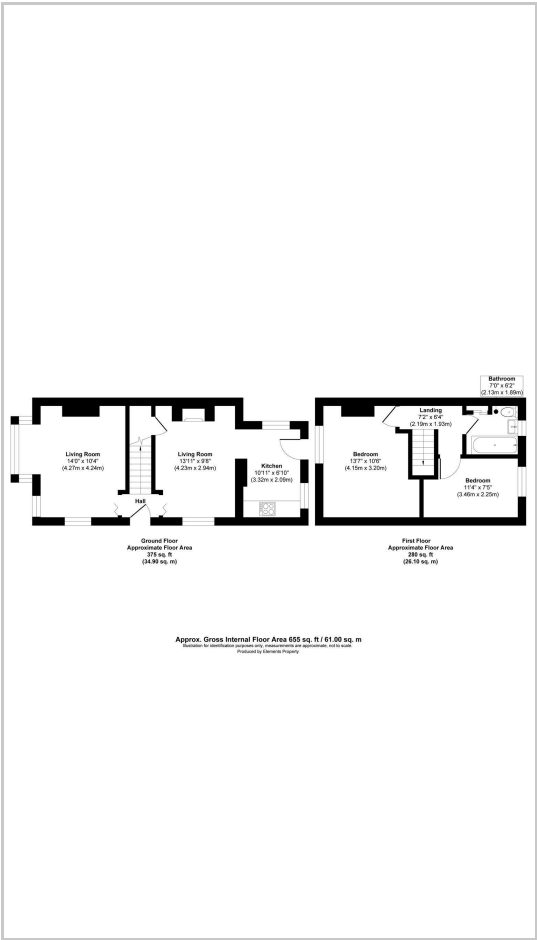 Bathroom
7'0" x 6'2"
(2.13m x 1.89m)
Landing
7'2" x 6'4"
(2.19m x 1.93m)
Living Room
14'0" x 10'4"
(4.27m x 4.24m)
Living Room
13'11" x 9'8"
(4.23m x 2.94m)
Kitchen
10'11" x 6'10"
(3.32m x 2.09m)
Hall
Bedroom
13'7" x 10'6"
(4.15m x 3.20m)
Bedroom
11'4" x 7'5"
(3.46m x 2.25m)
Ground Floor
Approximate Floor Area
375 sq. ft
(34.90 sq. m)
First Floor
Approximate Floor Area
280 sq. ft
(26.10 sq. m)
Approx. Gross Internal Floor Area 655 sq. ft / 61.00 sq. m
Illustration for identification purposes only, measurements are approximate, not to scale.
Produced by Elements Property